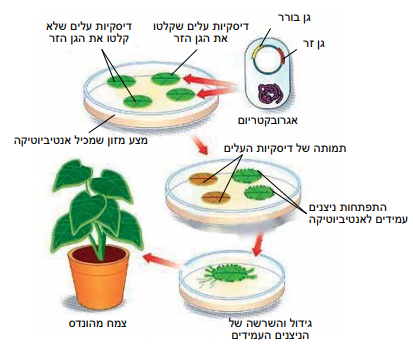 גן בורר
גן זר
דיסקיות עלים שקלטו
את הגן הזר
דיסקיות עלים שלא
קלטו את הגן הזר
אגרובקטריום
מצע מזון שמכיל אנטיביוטיקה
תמותה של דיסקיות העלים
התפתחות ניצנים
עמידים לאנטיביוטיקה
גידול והשרשה של
הניצנים העמידים
צמח מהונדס